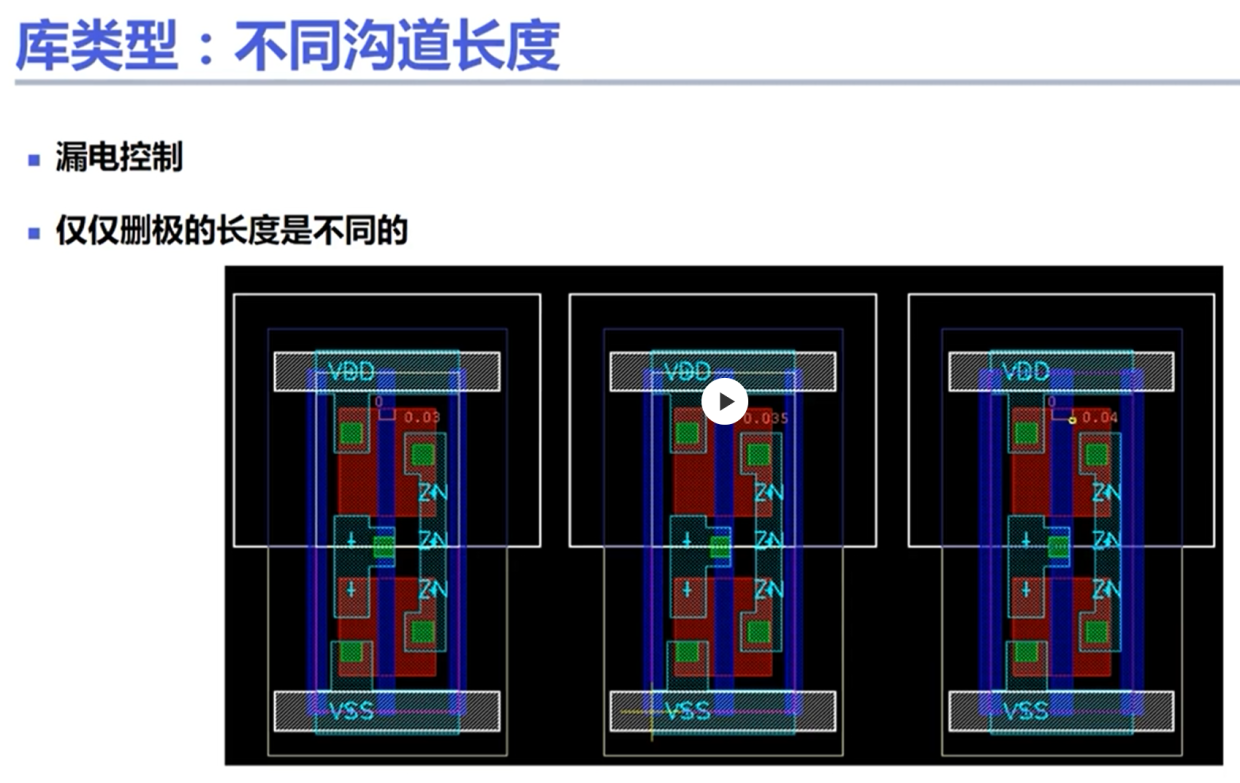 库类型：不同沟道长度
漏电控制
仅仅删极的长度是不同的
VDD VDD VDD
0 0.03 0.035 0 0.04
ZN ZN ZN
I ZN I ZN I ZN
I ZN I ZN I ZN
VSS VSS VSS